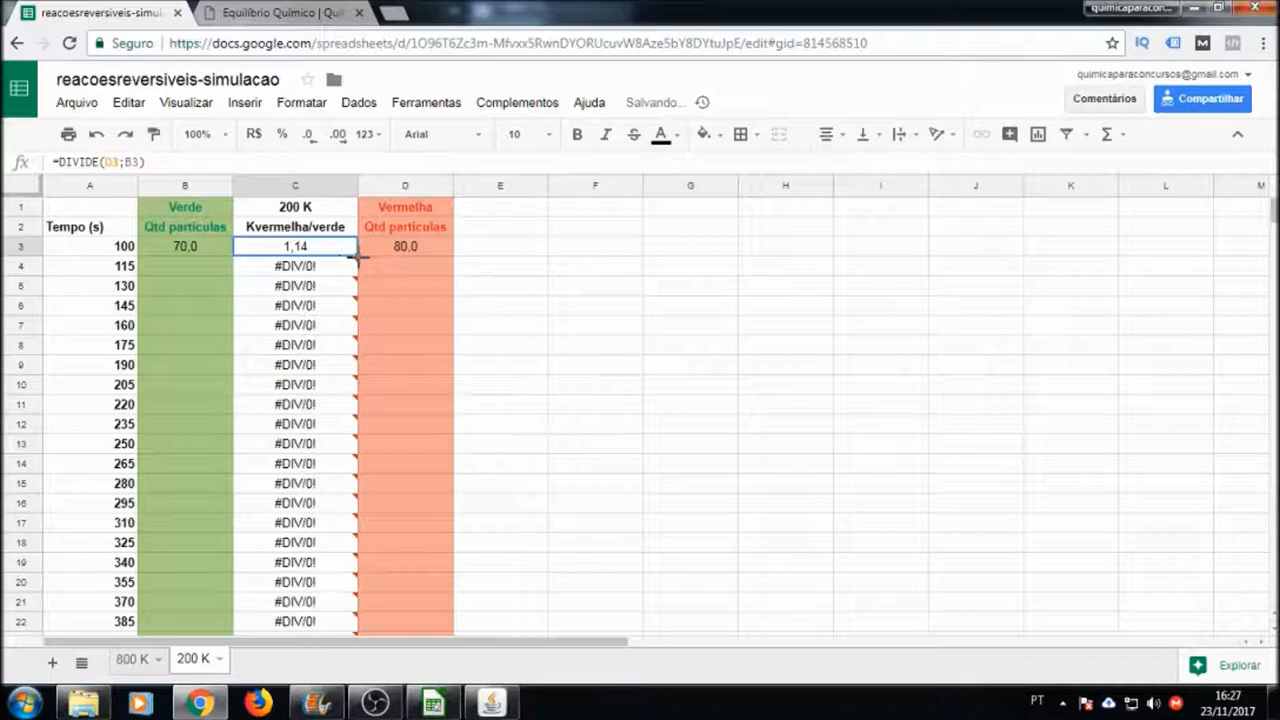 reacoesreversiveis-simul
Equilíbrio Químico | Quí
quimicaparacon...
Seguro https://docs.google.com/spreadsheets/d/1O96T6Zc3m-Mfvxx5RwnDYORUcuvW8Aze5bY8DYtuJpE/edit#gid=814568510
reacoesreversiveis-simulacao
quimicaparaconcursos@gmail.com
Arquivo Editar Visualizar Inserir Formatar Dados Ferramentas Complementos Ajuda Salvando...
Comentários Compartilhar
100% R$ % .0 .00 123 Arial 10 B I S A
fx =DIVIDE(D3;B3)
A B C D E F G H I J K L M
1 Verde 200 K Vermelha
2 Tempo (s) Qtd partículas Kvermelha/verde Qtd partículas
3 100 70,0 1,14 80,0
4 115 #DIV/0!
5 130 #DIV/0!
6 145 #DIV/0!
7 160 #DIV/0!
8 175 #DIV/0!
9 190 #DIV/0!
10 205 #DIV/0!
11 220 #DIV/0!
12 235 #DIV/0!
13 250 #DIV/0!
14 265 #DIV/0!
15 280 #DIV/0!
16 295 #DIV/0!
17 310 #DIV/0!
18 325 #DIV/0!
19 340 #DIV/0!
20 355 #DIV/0!
21 370 #DIV/0!
22 385 #DIV/0!
800 K 200 K
Explorar
PT
16:27
23/11/2017